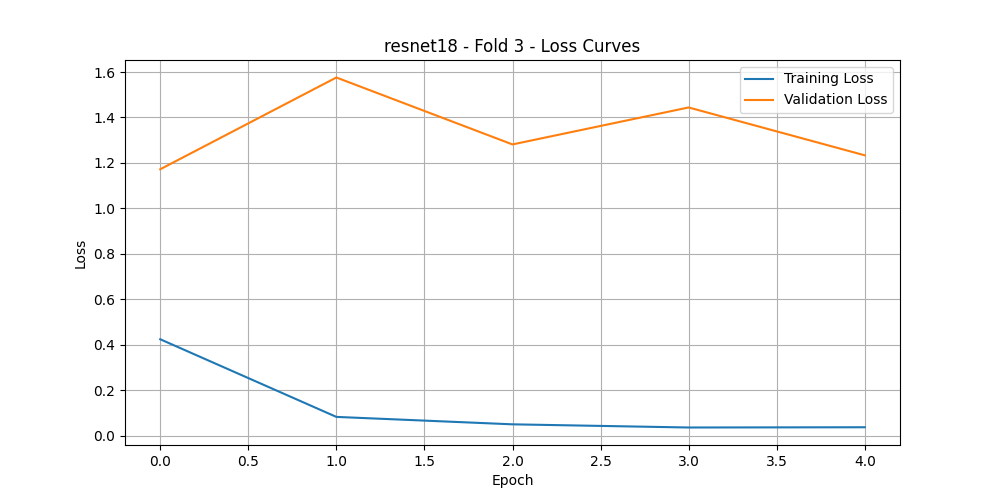 resnet18 - Fold 3 - Loss Curves
Training Loss
Validation Loss
1.6
1.4
1.2
1.0
0.8
0.6
0.4
0.2
0.0
Loss
0.0 0.5 1.0 1.5 2.0 2.5 3.0 3.5 4.0
Epoch